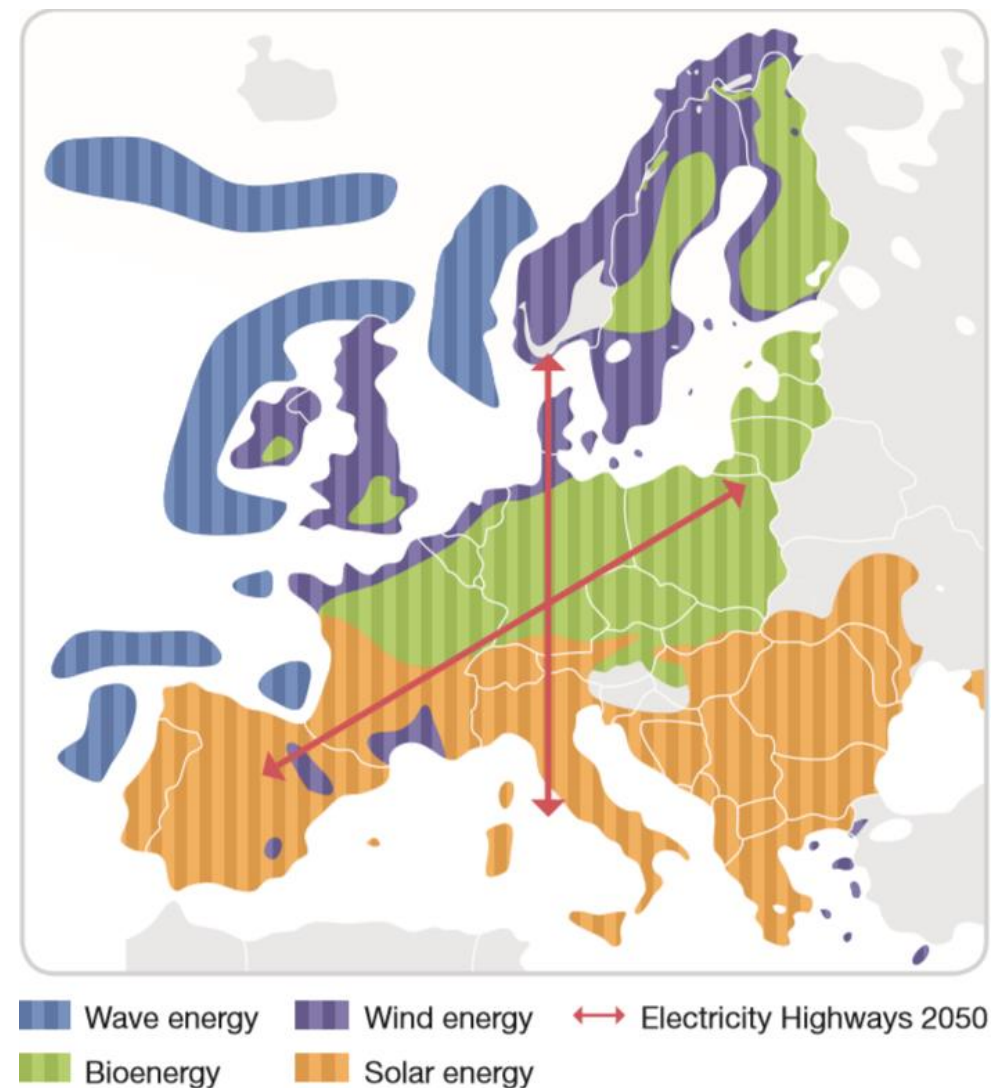 Wave energy
Wind energy
Electricity Highways 2050
Bioenergy
Solar energy